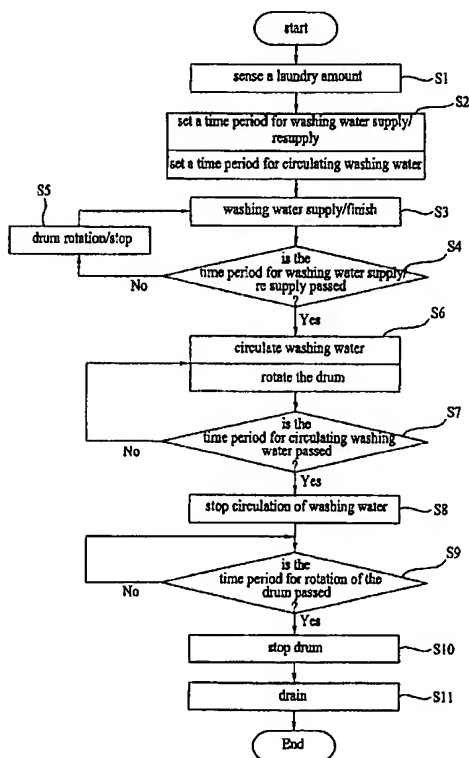 start
sense a laundry amount
S1
S2
set a time period for washing water supply/
resupply
set a time period for circulating washing water
S5
washing water supply/finish
S3
drum rotation/stop
S4
is the
time period for washing water supply/
re supply passed
?
No
Yes
S6
circulate washing water
rotate the drum
is the
time period for circulating washing
water passed
?
S7
No
Yes
stop circulation of washing water
S8
is the
time period for rotation of the
drum passed
?
S9
No
Yes
stop drum
S10
drain
S11
End